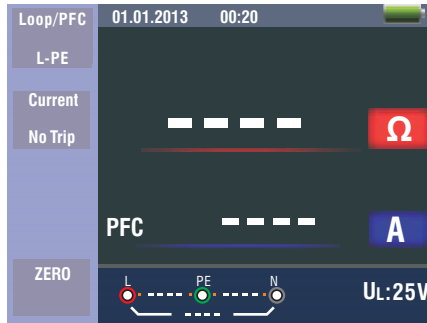 Loop/PFC
01.01.2013 00:20
L-PE
Current
No Trip
---- Ω
PFC ---- A
ZERO
L PE N
UL:25V